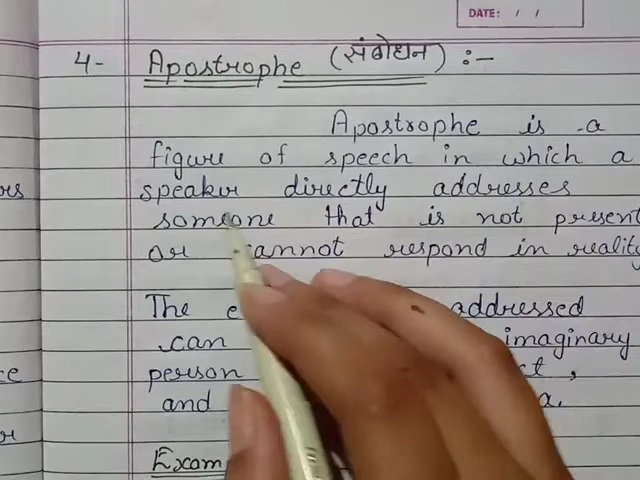 DATE: / /
4- Apostrophe (संबोधन) :-
Apostrophe is a
figure of speech in which a
speaker directly addresses
someone that is not present
or cannot respond in reality
The addressed
can imaginary
person
and